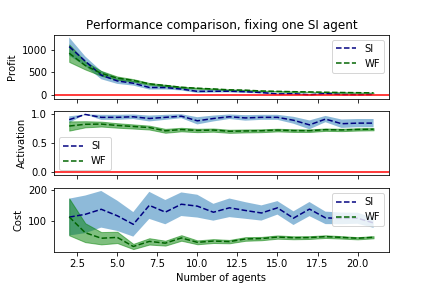 Performance comparison, fixing one SI agent
Profit
1000
500
0
SI
WF
Activation
1.0
0.5
0.0
SI
WF
Cost
200
100
SI
WF
2.5 5.0 7.5 10.0 12.5 15.0 17.5 20.0
Number of agents